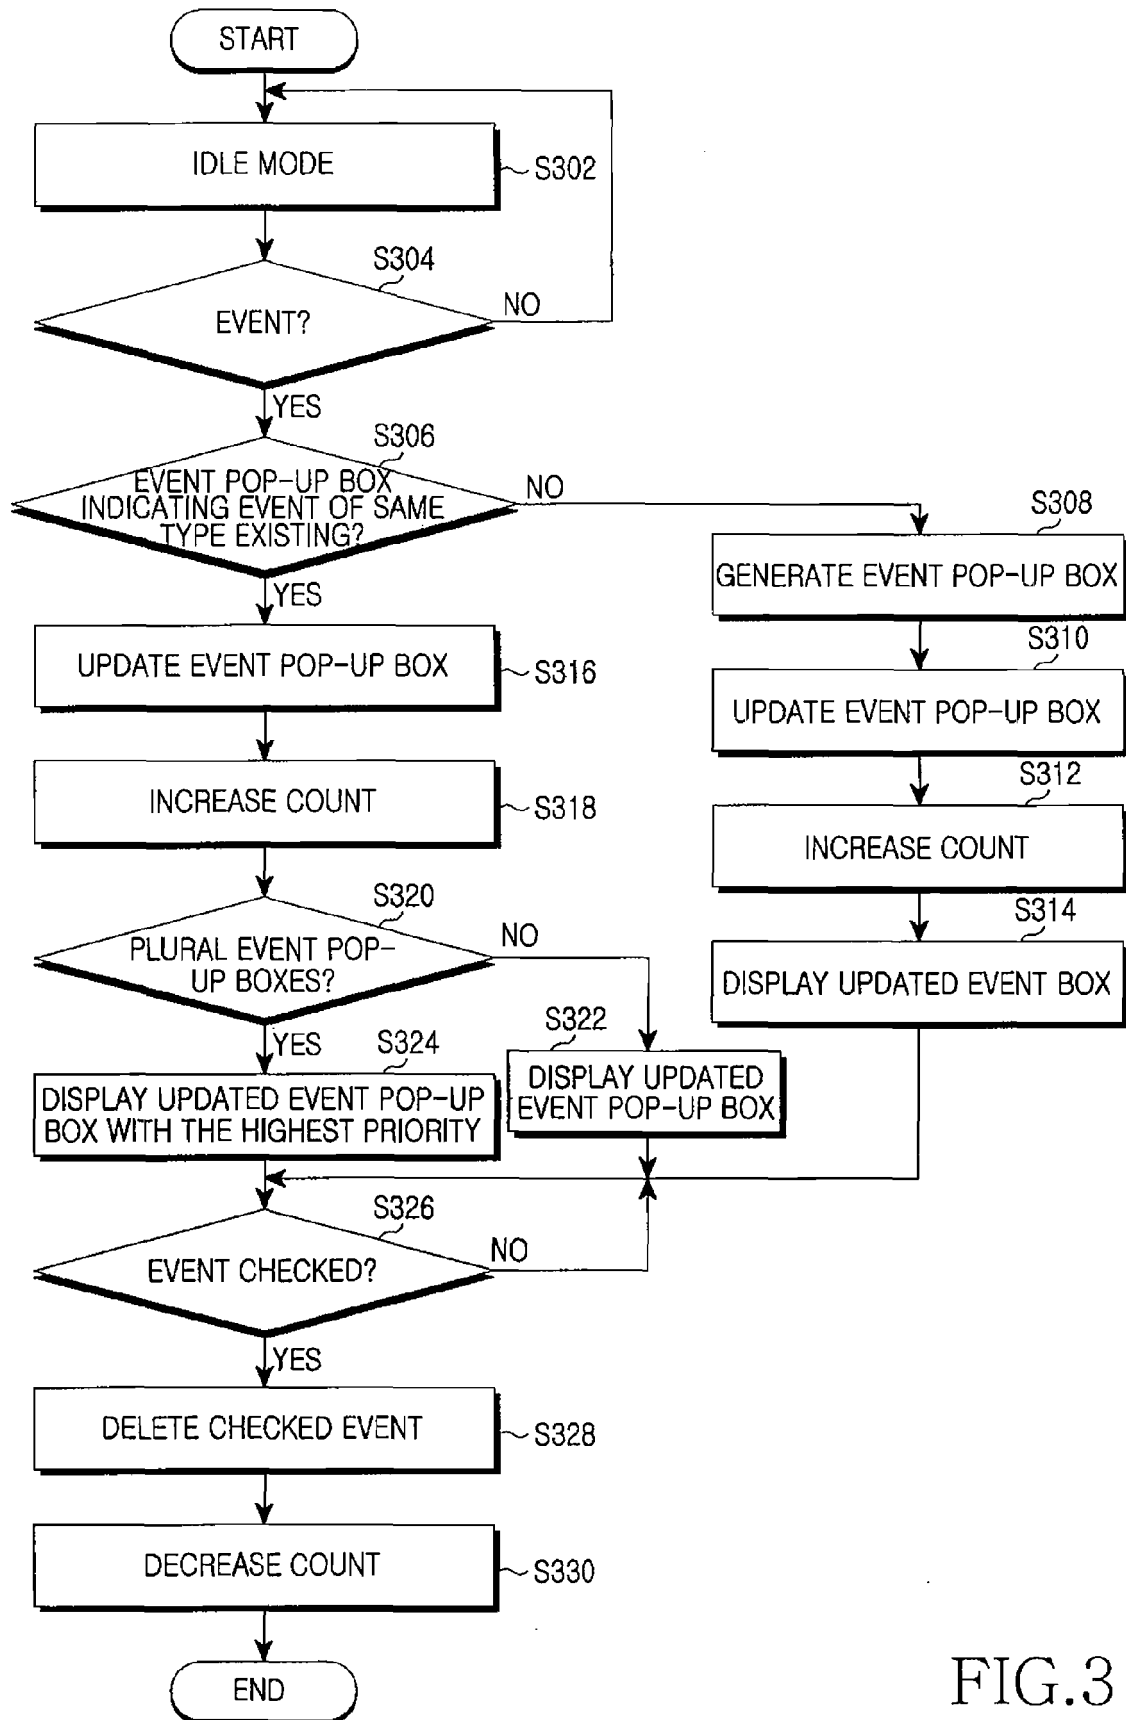 START
IDLE MODE
S302
S304
EVENT?
NO
YES
S306
EVENT POP-UP BOX
INDICATING EVENT OF SAME
TYPE EXISTING?
NO
YES
S308
GENERATE EVENT POP-UP BOX
S310
UPDATE EVENT POP-UP BOX
S312
INCREASE COUNT
S314
DISPLAY UPDATED EVENT BOX
UPDATE EVENT POP-UP BOX
S316
INCREASE COUNT
S318
S320
PLURAL EVENT POP-
UP BOXES?
NO
YES
S322
DISPLAY UPDATED
EVENT POP-UP BOX
S324
DISPLAY UPDATED EVENT POP-UP
BOX WITH THE HIGHEST PRIORITY
S326
EVENT CHECKED?
NO
YES
DELETE CHECKED EVENT
S328
DECREASE COUNT
S330
END
FIG.3